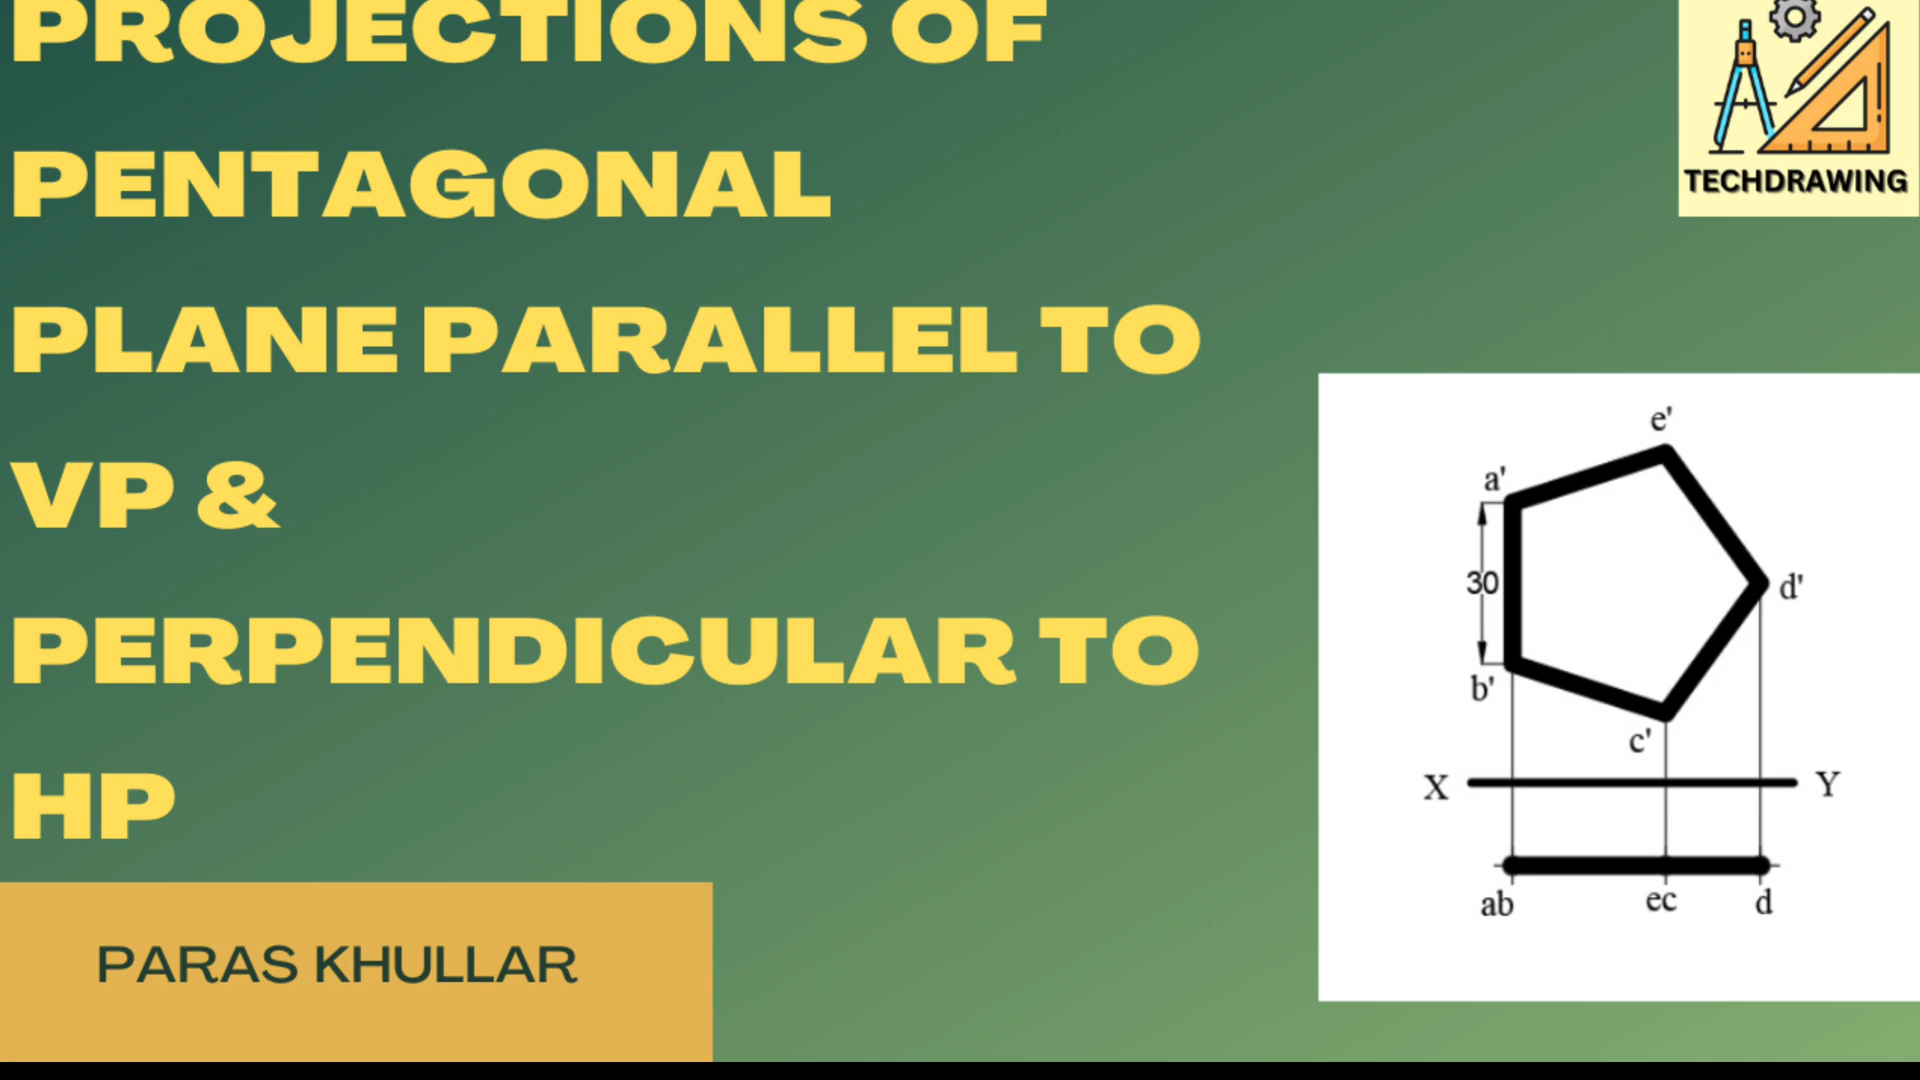 PROJECTIONS OF
PENTAGONAL
PLANE PARALLEL TO
VP &
PERPENDICULAR TO
HP
PARAS KHULLAR
TECHDRAWING
e'
a'
30
d'
b'
c'
X
Y
ab
ec
d